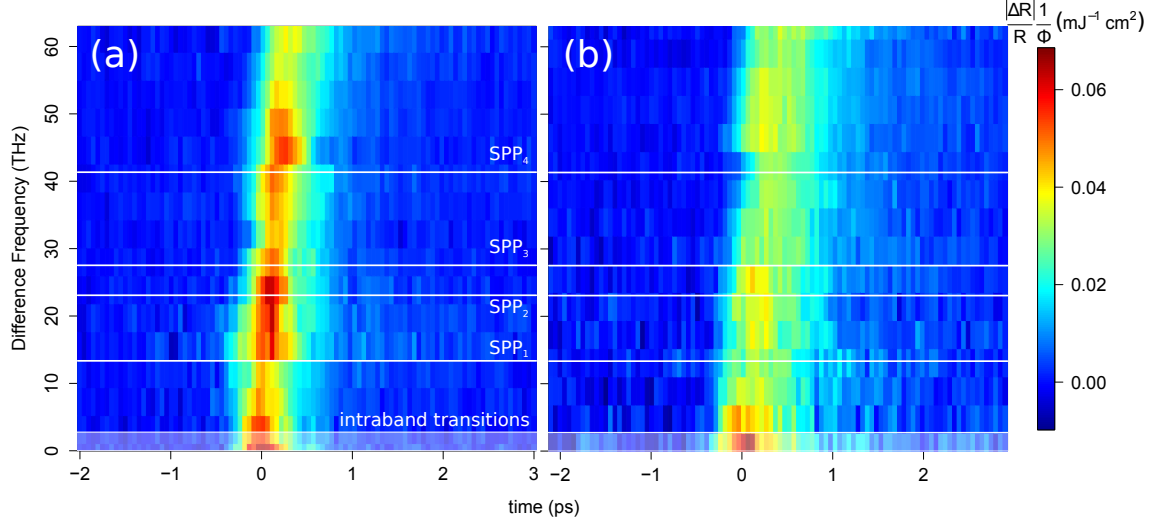 |ΔR| 1
R Φ (mJ⁻¹ cm²)
(a)
(b)
Difference Frequency (THz)
60
50
40
30
20
10
0
SPP₄
SPP₃
SPP₂
SPP₁
intraband transitions
−2 −1 0 1 2 3
−2 −1 0 1 2
time (ps)
time (ps)
0.06
0.04
0.02
0.00